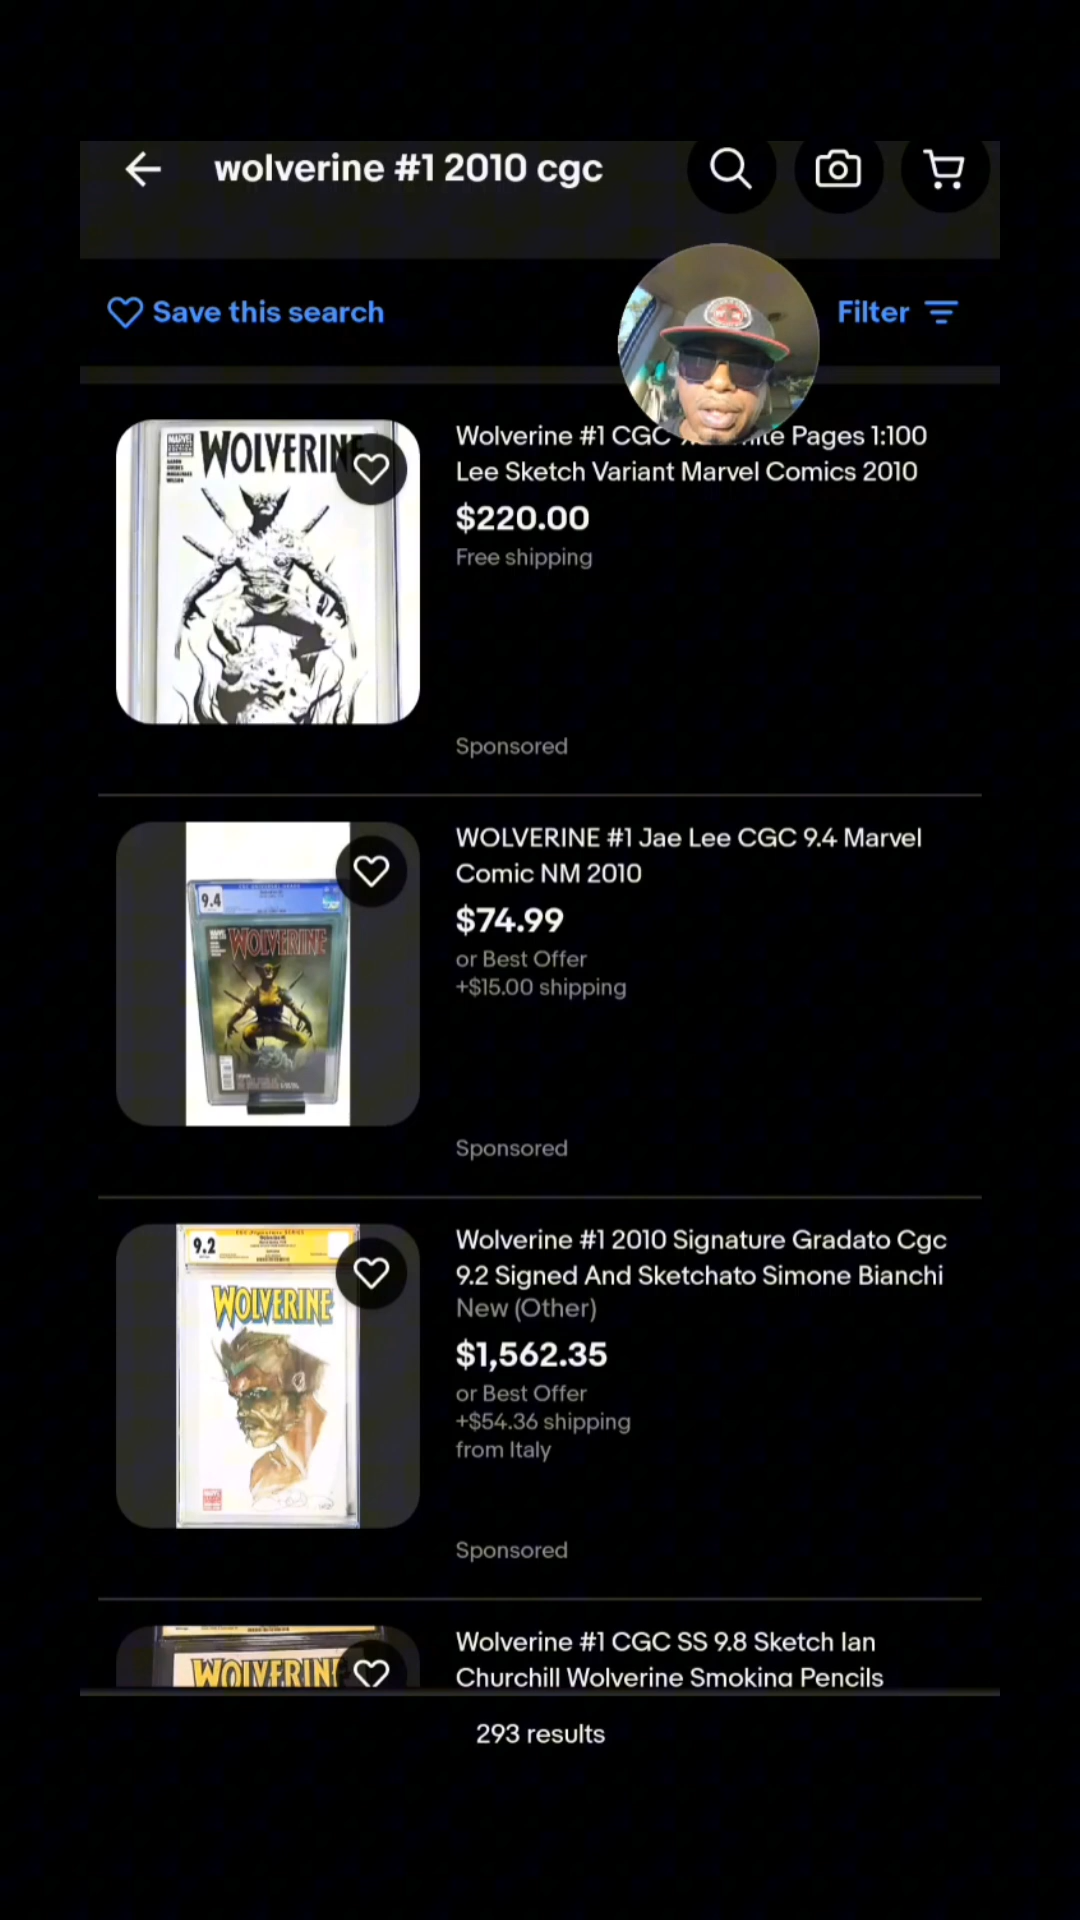 wolverine #1 2010 cgc
Save this search
Filter
Wolverine #1 CGC Pages 1:100
Lee Sketch Variant Marvel Comics 2010
$220.00
Free shipping
Sponsored
MARVEL
WOLVERINE
WOLVERINE #1 Jae Lee CGC 9.4 Marvel
Comic NM 2010
$74.99
or Best Offer
+$15.00 shipping
Sponsored
9.4
WOLVERINE
Wolverine #1 2010 Signature Gradato Cgc
9.2 Signed And Sketchato Simone Bianchi
New (Other)
$1,562.35
or Best Offer
+$54.36 shipping
from Italy
Sponsored
9.2
WOLVERINE
Wolverine #1 CGC SS 9.8 Sketch Ian
Churchill Wolverine Smoking Pencils
WOLVERINE
293 results